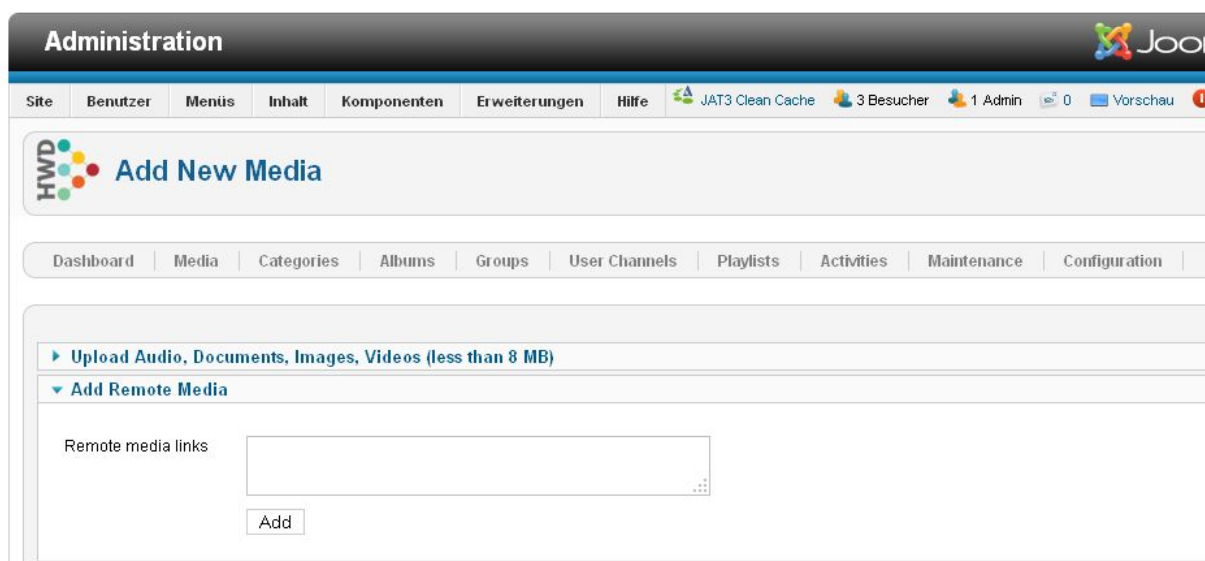 Administration
Site Benutzer Menüs Inhalt Komponenten Erweiterungen Hilfe JAT3 Clean Cache 3 Besucher 1 Admin 0 Vorschau
HWD Add New Media
Dashboard Media Categories Albums Groups User Channels Playlists Activities Maintenance Configuration
Upload Audio, Documents, Images, Videos (less than 8 MB)
Add Remote Media
Remote media links
Add